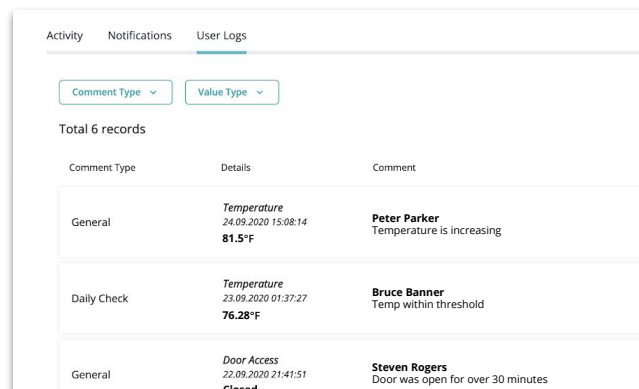 Activity Notifications User Logs
Comment Type Value Type
Total 6 records
Comment Type Details Comment
Temperature
24.09.2020 15:08:14
General
81.5°F
Peter Parker
Temperature is increasing
Temperature
23.09.2020 01:37:27
Daily Check
76.28°F
Bruce Banner
Temp within threshold
Door Access
22.09.2020 21:41:51
General
Closed
Steven Rogers
Door was open for over 30 minutes